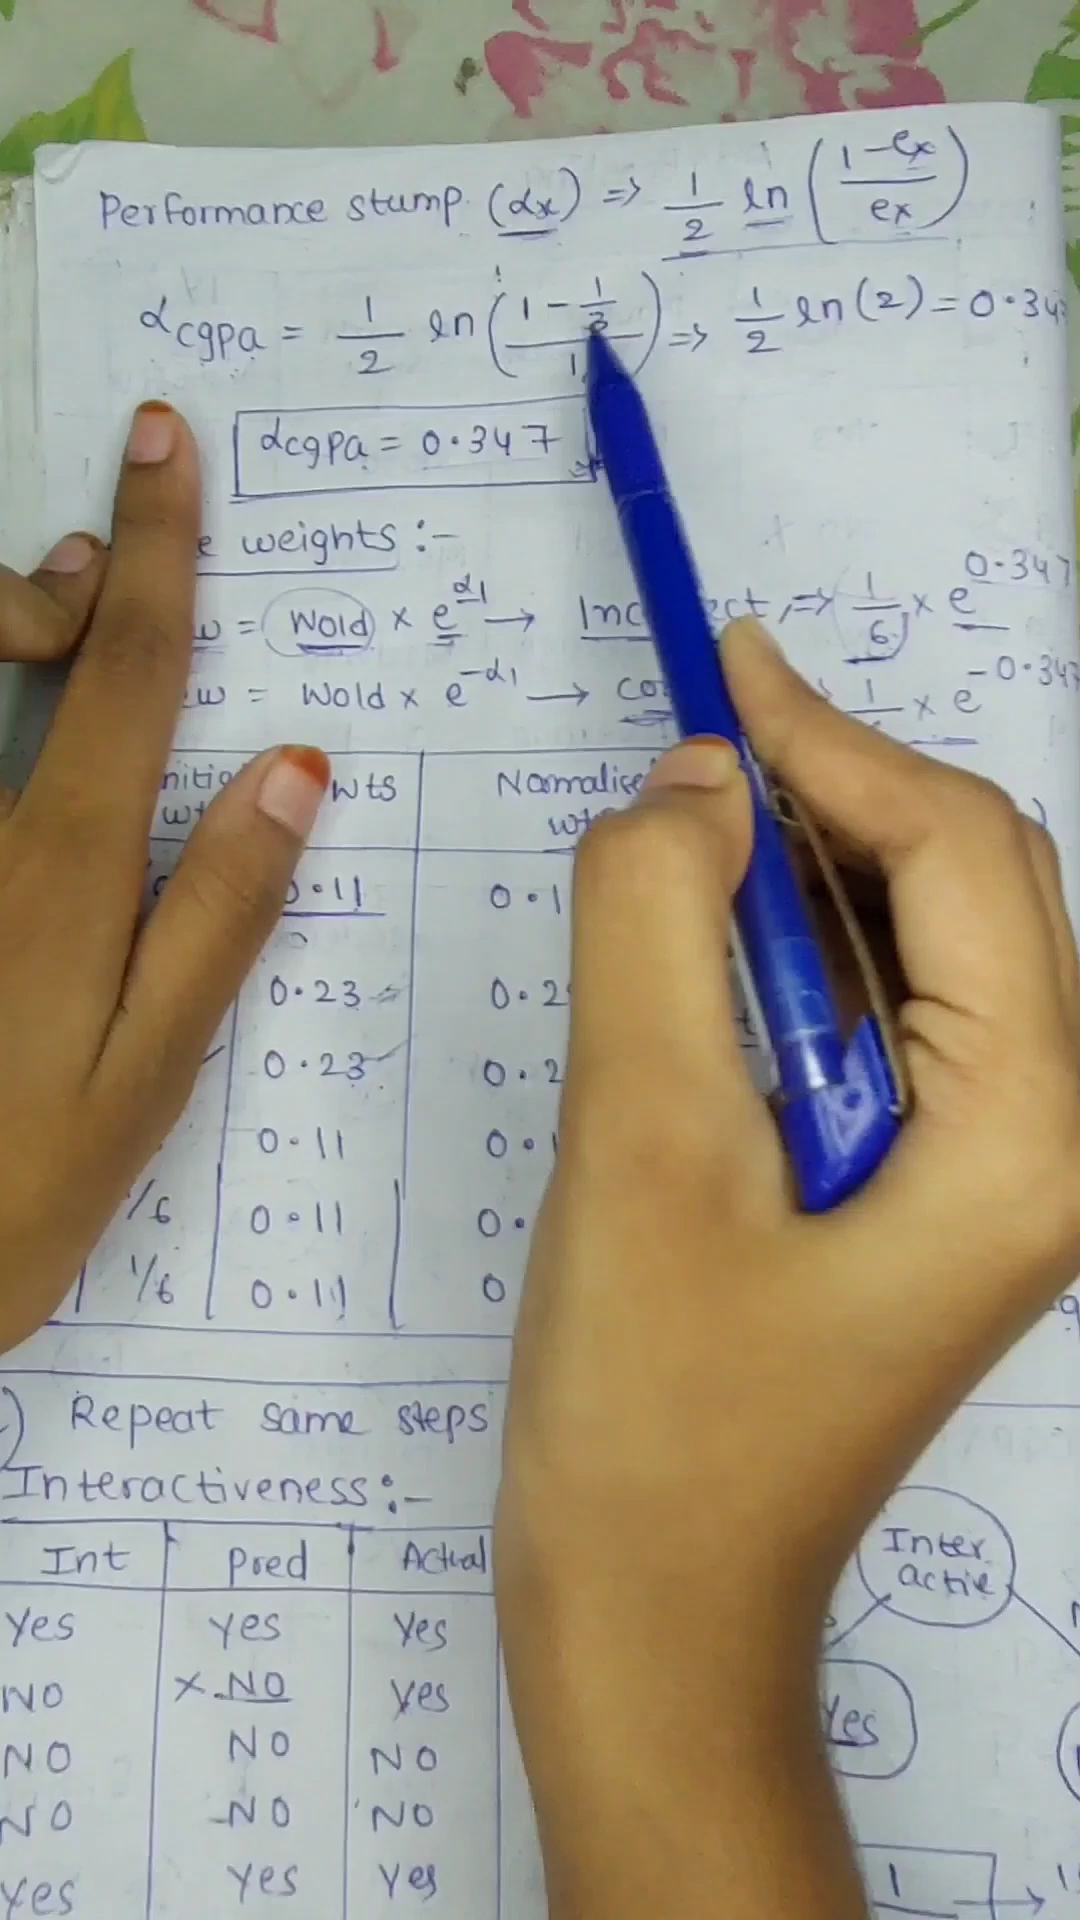 Performance stump (αx) => 1/2 ln (1-ex/ex)
αcgpa = 1/2 ln (1-1/3 / 1 => 1/2 ln(2) = 0.34
αcgpa = 0.347
weights :-
w = wold × e^α1 → => 1/6 × e^0.347
w = wold × e^-α1 → 1 × e^-0.347
wts Normalise
0.11 0.1
0.23 0.2
0.23 0.2
0.11 0.1
1/6 0.11 0.
1/6 0.11 0
) Repeat same steps
Interactiveness :-
Int Pred Actual
Yes Yes Yes
NO × NO Yes
NO NO NO
NO NO NO
Yes Yes Yes
Inter
active
Yes
1 →